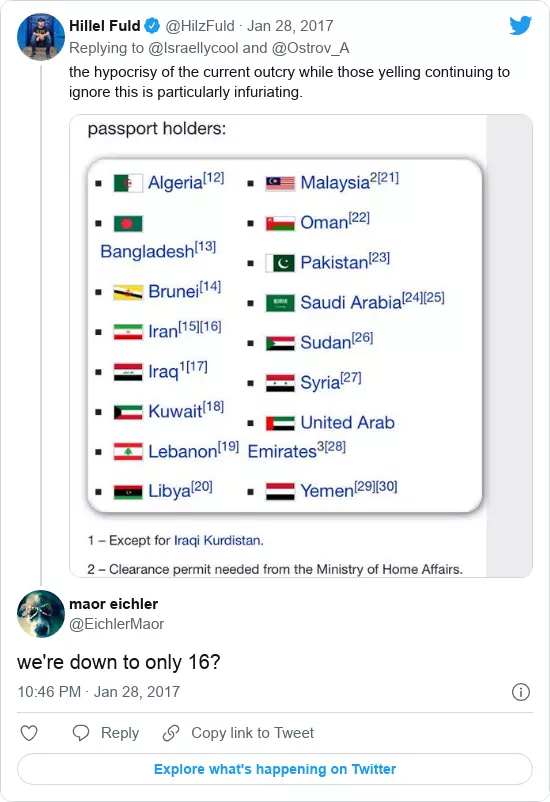 Hillel Fuld @HilzFuld · Jan 28, 2017
Replying to @Israellycool and @Ostrov_A
the hypocrisy of the current outcry while those yelling continuing to
ignore this is particularly infuriating.
passport holders:
Algeria[12]
Bangladesh[13]
Brunei[14]
Iran[15][16]
Iraq1[17]
Kuwait[18]
Lebanon[19]
Libya[20]
Malaysia2[21]
Oman[22]
Pakistan[23]
Saudi Arabia[24][25]
Sudan[26]
Syria[27]
United Arab
Emirates3[28]
Yemen[29][30]
1 – Except for Iraqi Kurdistan.
2 – Clearance permit needed from the Ministry of Home Affairs.
maor eichler
@EichlerMaor
we're down to only 16?
10:46 PM · Jan 28, 2017
Reply
Copy link to Tweet
Explore what's happening on Twitter